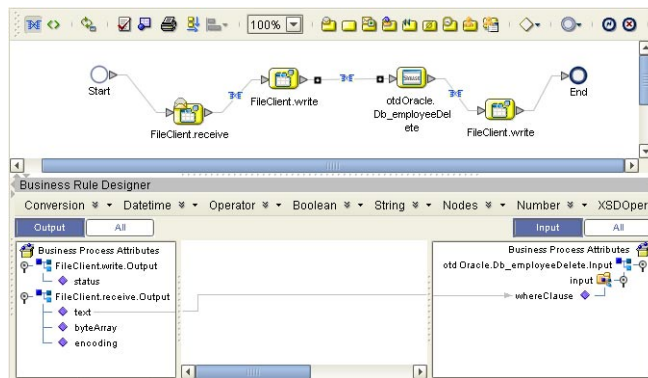 100%
Start
FileClient.receive
FileClient.write
otdOracle.
Db_employeeDel
ete
FileClient.write
End
Business Rule Designer
Conversion Datetime Operator Boolean String Nodes Number XSDOper
Output All Input All
Business Process Attributes
FileClient.write.Output
status
FileClient.receive.Output
text
byteArray
encoding
Business Process Attributes
otdOracle.Db_employeeDelete.Input
input
whereClause